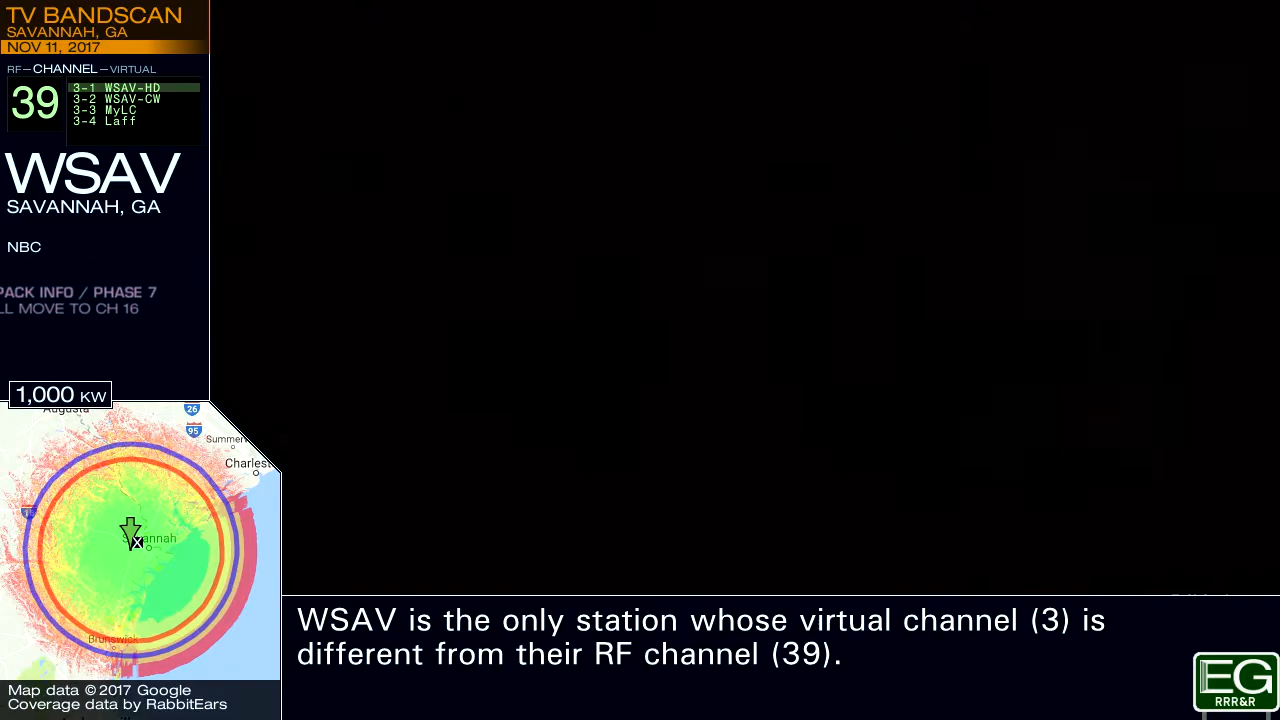 TV BANDSCAN
SAVANNAH, GA
NOV 11, 2017
RF–CHANNEL–VIRTUAL
39
3-1 WSAV-HD
3-2 WSAV-CW
3-3 MyLC
3-4 Laff
WSAV
SAVANNAH, GA
NBC
PACK INFO / PHASE 7
LL MOVE TO CH 16
1,000 KW
Augusta
26
95
Summerv
Charlest
Savannah
Brunswick
Map data ©2017 Google
Coverage data by RabbitEars
WSAV is the only station whose virtual channel (3) is
different from their RF channel (39).
EG
RRR&R